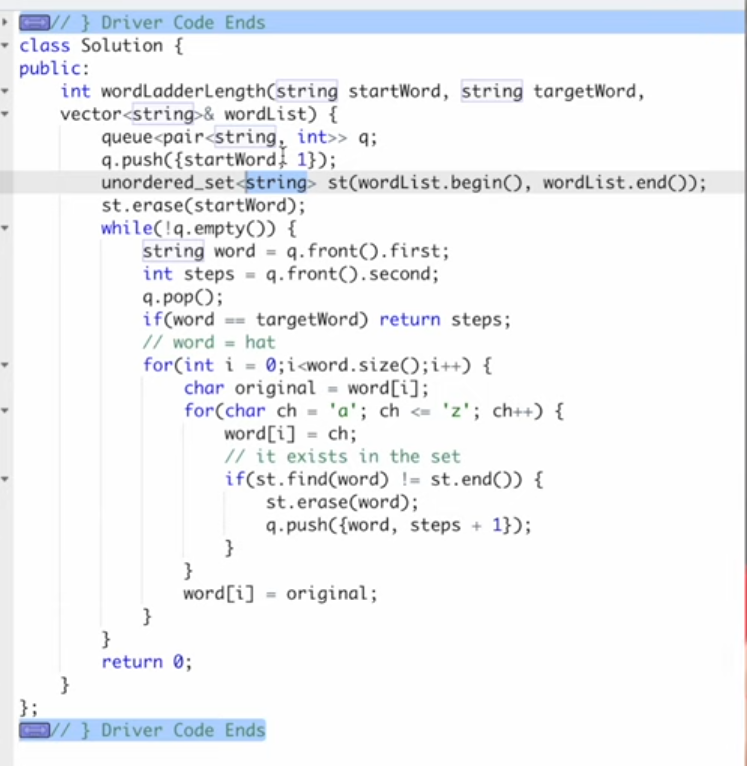 // } Driver Code Ends
class Solution {
public:
    int wordLadderLength(string startWord, string targetWord,
    vector<string>& wordList) {
        queue<pair<string, int>> q;
        q.push({startWord, 1});
        unordered_set<string> st(wordList.begin(), wordList.end());
        st.erase(startWord);
        while(!q.empty()) {
            string word = q.front().first;
            int steps = q.front().second;
            q.pop();
            if(word == targetWord) return steps;
            // word = hat
            for(int i = 0;i<word.size();i++) {
                char original = word[i];
                for(char ch = 'a'; ch <= 'z'; ch++) {
                    word[i] = ch;
                    // it exists in the set
                    if(st.find(word) != st.end()) {
                        st.erase(word);
                        q.push({word, steps + 1});
                    }
                }
                word[i] = original;
            }
        }
        return 0;
    }
};
// } Driver Code Ends